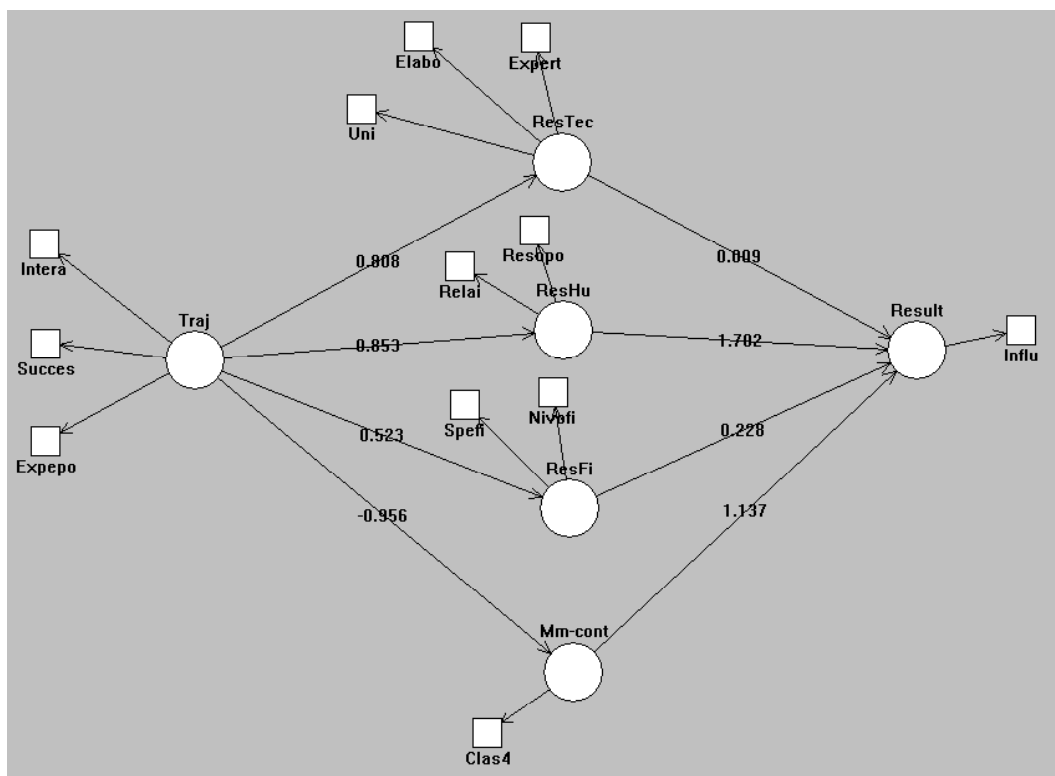 Elabo
Expert
Uni
ResTec
Intera
Resopo
0.808
0.009
Relai
ResHu
Traj
Result
Succes
0.853
1.702
Influ
Nivofi
Spefi
0.523
0.228
Expepo
ResFi
-0.956
1.137
Mm-cont
Clas4